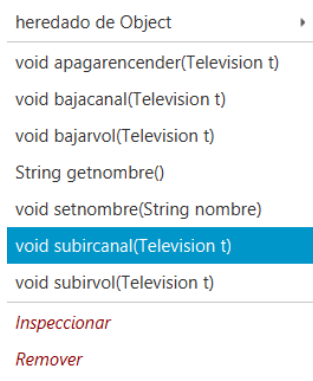 heredado de Object
void apagarencender(Television t)
void bajacanal(Television t)
void bajarvol(Television t)
String getnombre()
void setnombre(String nombre)
void subircanal(Television t)
void subirvol(Television t)
Inspeccionar
Remover